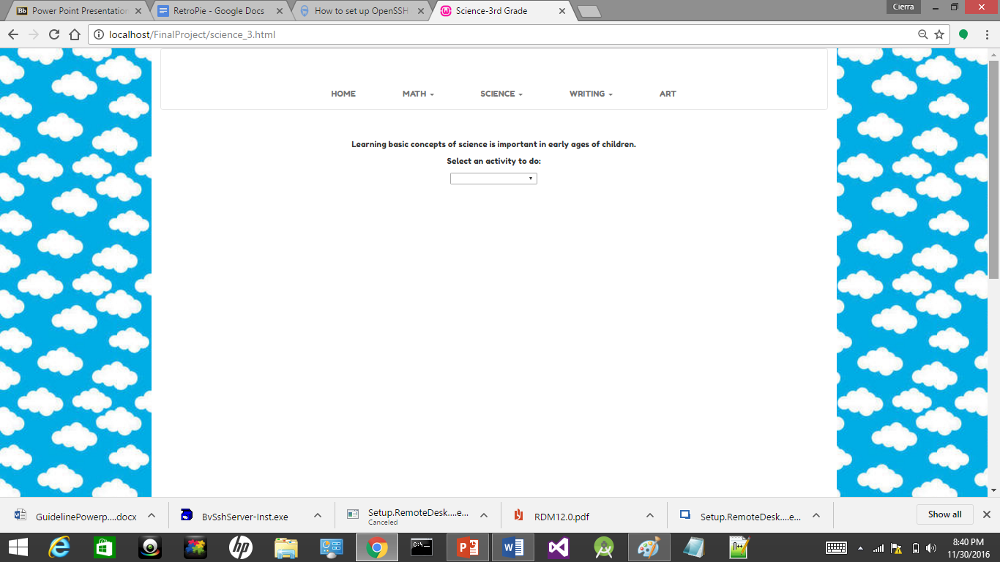 Bb Power Point Presentation
RetroPie - Google Docs
How to set up OpenSSH
Science-3rd Grade
Cierra
localhost/FinalProject/science_3.html
HOME MATH SCIENCE WRITING ART
Learning basic concepts of science is important in early ages of children.
Select an activity to do:
GuidelinePowerp....docx
BvSshServer-Inst.exe
Setup.RemoteDesk....e...
Canceled
RDM12.0.pdf
Setup.RemoteDesk....e...
Show all
8:40 PM
11/30/2016